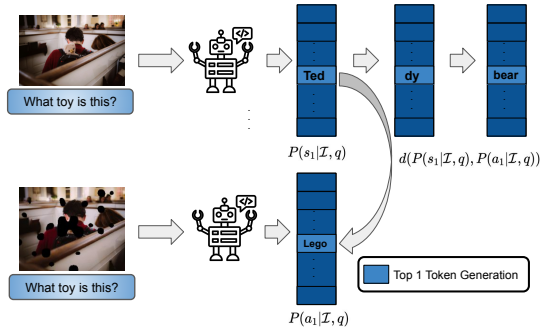 Ted
dy
bear
What toy is this?
P(s₁|ℐ, q)
d(P(s₁|ℐ, q), P(a₁|ℐ, q))
Lego
What toy is this?
Top 1 Token Generation
P(a₁|ℐ, q)